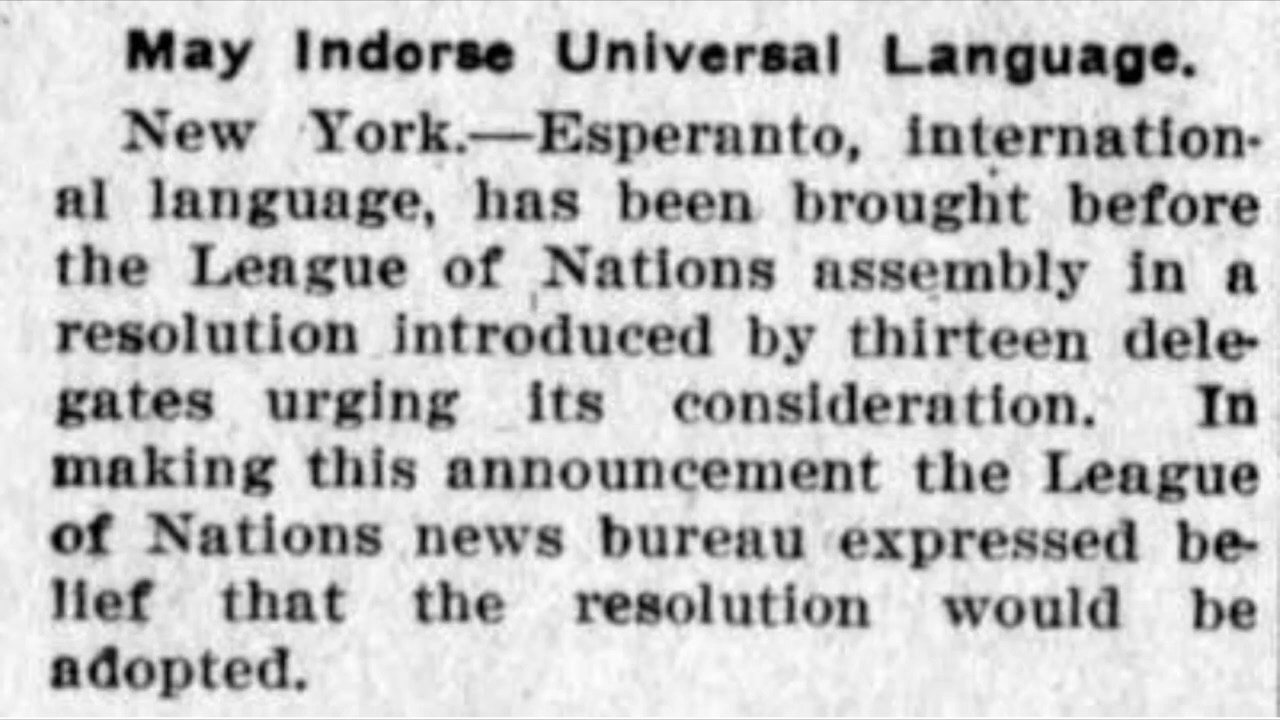 May Indorse Universal Language.
New York.—Esperanto, internation-
al language, has been brought before
the League of Nations assembly in a
resolution introduced by thirteen dele-
gates urging its consideration. In
making this announcement the League
of Nations news bureau expressed be-
lief that the resolution would be
adopted.